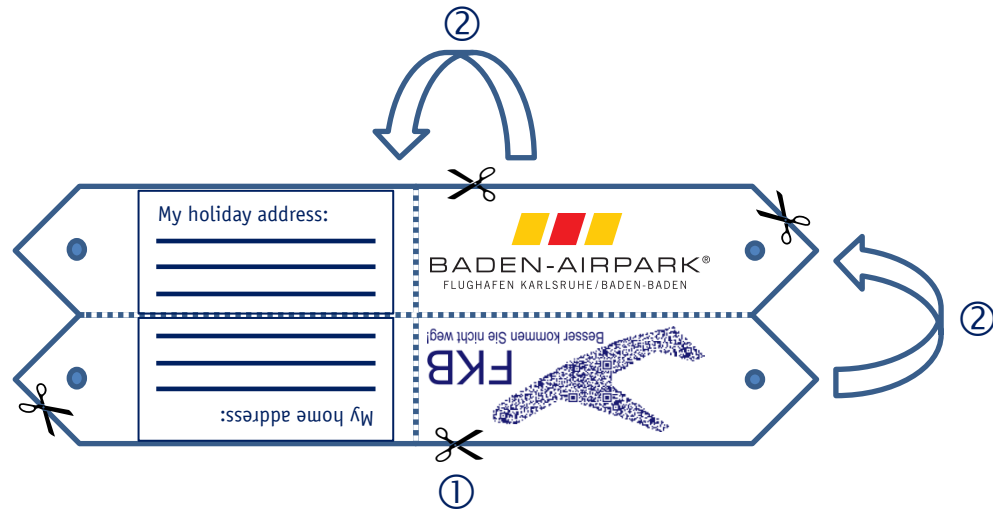 ②
My holiday address:
BADEN-AIRPARK®
FLUGHAFEN KARLSRUHE/BADEN-BADEN
②
Besser kommen Sie nicht weg!
FKB
My home address:
①